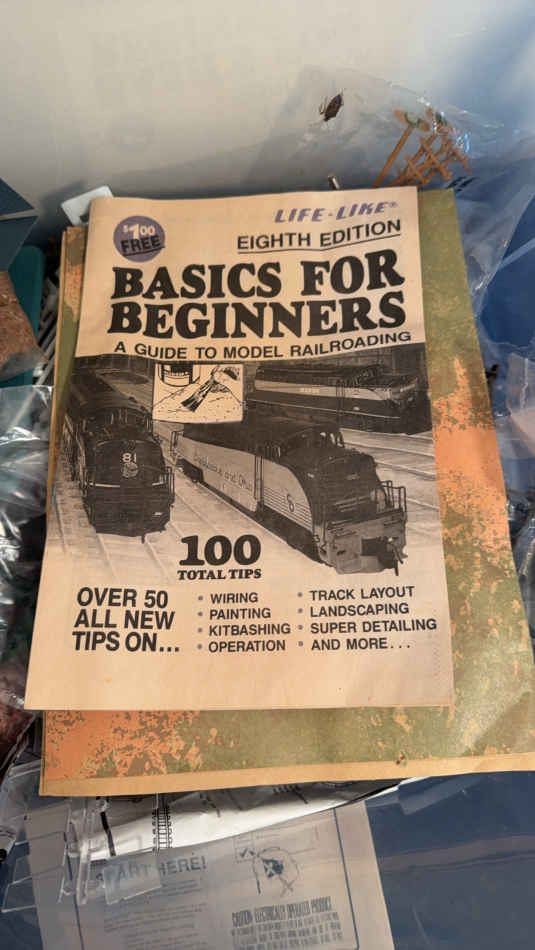 LIFE-LIKE®
$1.00
FREE
EIGHTH EDITION
BASICS FOR
BEGINNERS
A GUIDE TO MODEL RAILROADING
81
6
100
TOTAL TIPS
OVER 50
ALL NEW
TIPS ON...
• WIRING
• PAINTING
• KITBASHING
• OPERATION
• TRACK LAYOUT
• LANDSCAPING
• SUPER DETAILING
• AND MORE...
START HERE!
CAUTION-ELECTRICALLY OPERATED PRODUCT